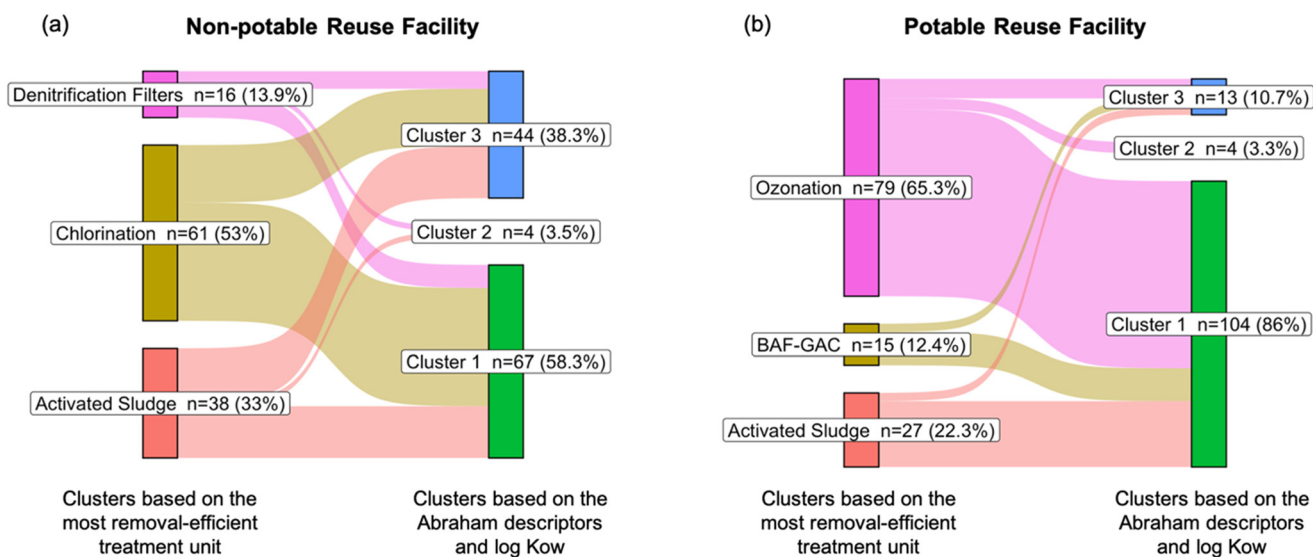 (a)
Non-potable Reuse Facility
Denitrification Filters n=16 (13.9%)
Chlorination n=61 (53%)
Activated Sludge n=38 (33%)
Cluster 3 n=44 (38.3%)
Cluster 2 n=4 (3.5%)
Cluster 1 n=67 (58.3%)
Clusters based on the
most removal-efficient
treatment unit
Clusters based on the
Abraham descriptors
and log Kow
(b)
Potable Reuse Facility
Ozonation n=79 (65.3%)
BAF-GAC n=15 (12.4%)
Activated Sludge n=27 (22.3%)
Cluster 3 n=13 (10.7%)
Cluster 2 n=4 (3.3%)
Cluster 1 n=104 (86%)
Clusters based on the
most removal-efficient
treatment unit
Clusters based on the
Abraham descriptors
and log Kow